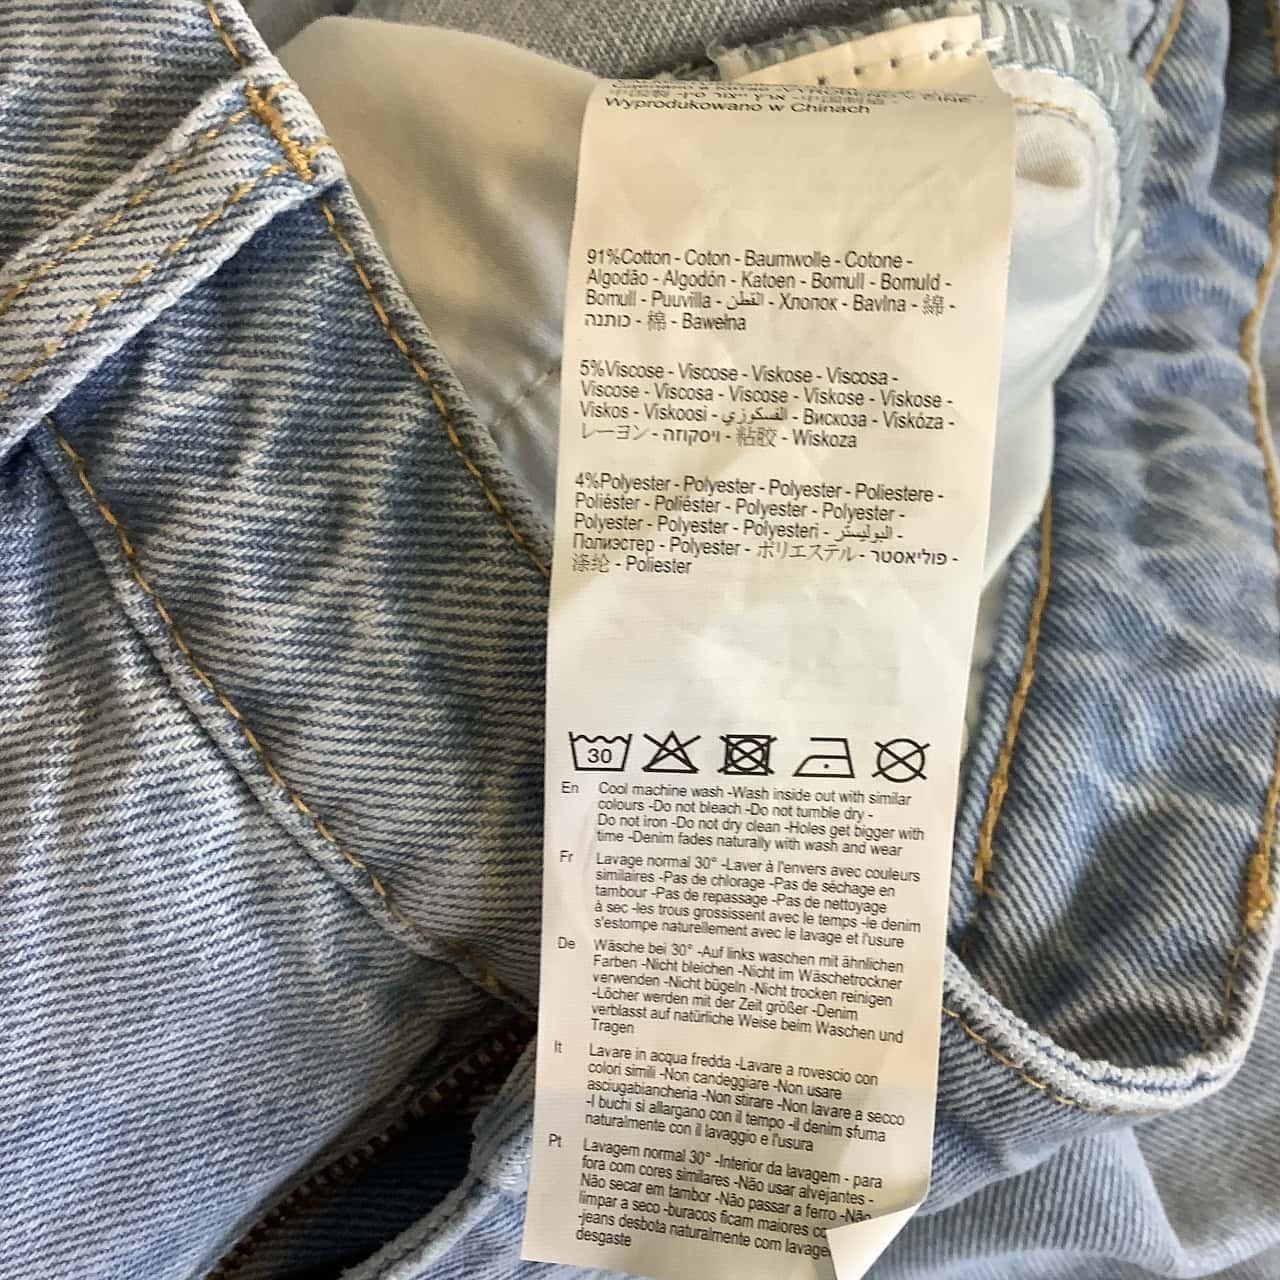 Wyprodukowano w Chinach
91%Cotton - Coton - Baumwolle - Cotone -
Algodão - Algodón - Katoen - Bomull - Bomuld -
Bomull - Puuvilla - القطن - Хлопок - Bavlna - 綿 -
כותנה - 棉 - Bawełna
5%Viscose - Viscose - Viskose - Viscosa -
Viscose - Viscosa - Viscose - Viskose - Viskose -
Viskos - Viskoosi - الفسكوزي - Вискоза - Viskóza -
レーヨン - ויסקוזה - 粘胶 - Wiskoza
4%Polyester - Polyester - Polyester - Poliestere -
Poliéster - Poliéster - Polyester - Polyester -
Polyester - Polyester - Polyesteri - البوليستر -
Полиэстер - Polyester - ポリエステル - פוליאסטר -
涤纶 - Poliester
30
En Cool machine wash -Wash inside out with similar
colours -Do not bleach -Do not tumble dry -
Do not iron -Do not dry clean -Holes get bigger with
time -Denim fades naturally with wash and wear
Fr Lavage normal 30° -Laver à l'envers avec couleurs
similaires -Pas de chlorage -Pas de séchage en
tambour -Pas de repassage -Pas de nettoyage
à sec -les trous grossissent avec le temps -le denim
s'estompe naturellement avec le lavage et l'usure
De Wäsche bei 30° -Auf links waschen mit ähnlichen
Farben -Nicht bleichen -Nicht im Wäschetrockner
verwenden -Nicht bügeln -Nicht trocken reinigen
-Löcher werden mit der Zeit größer -Denim
verblasst auf natürliche Weise beim Waschen und
Tragen
It Lavare in acqua fredda -Lavare a rovescio con
colori simili -Non candeggiare -Non usare
asciugabiancheria -Non stirare -Non lavare a secco
-I buchi si allargano con il tempo -il denim sfuma
naturalmente con il lavaggio e l'usura
Pt Lavagem normal 30° -Interior da lavagem - para
fora com cores similares -Não usar alvejantes -
Não secar em tambor -Não passar a ferro -Não
limpar a seco -buracos ficam maiores
-jeans desbota naturalmente com
desgaste